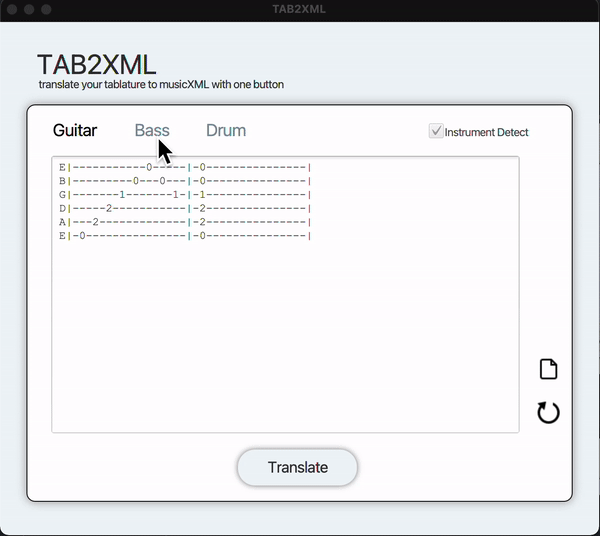 TAB2XML
TAB2XML
translate your tablature to musicXML with one button
Guitar Bass Drum Instrument Detect
E|-----------0-----|-0---------------|
B|---------0---0---|-0---------------|
G|-------1-------1-|-1---------------|
D|-----2-----------|-2---------------|
A|---2-------------|-2---------------|
E|-0---------------|-0---------------|
Translate